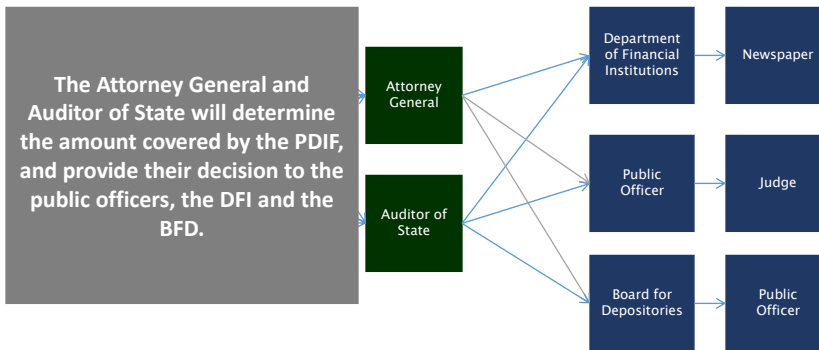 The Attorney General and
Auditor of State will determine
the amount covered by the PDIF,
and provide their decision to the
public officers, the DFI and the
BFD.
Attorney
General
Auditor of
State
Department
of Financial
Institutions
Newspaper
Public
Officer
Judge
Board for
Depositories
Public
Officer